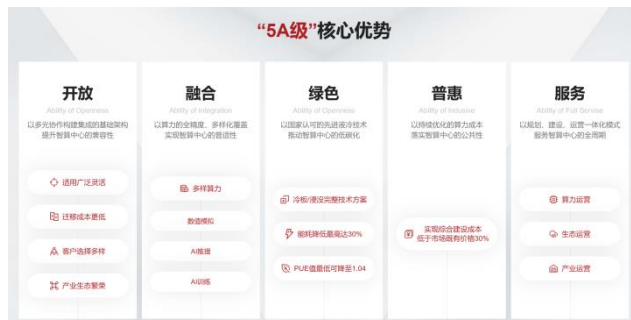 “5A级”核心优势
开放
Ability of Openness
以多元协作构建集成的基础架构
提升智算中心的兼容性
适用广泛灵活
迁移成本更低
客户选择多样
产业生态繁荣
融合
Ability of Integration
以算力的全精度、多样化覆盖
实现智算中心的普适性
多样算力
数值模拟
AI推理
AI训练
绿色
Ability of Openness
以国家认可的先进液冷技术
推动智算中心的低碳化
冷板/浸没完整技术方案
能耗降低最高达30%
PUE值最低可降至1.04
普惠
Ability of Inclusive
以持续优化的算力成本
落实智算中心的公共性
实现综合建设成本
低于市场既有价格30%
服务
Ability of Full Service
以规划、建设、运营一体化模式
服务智算中心的全周期
算力运营
生态运营
产业运营